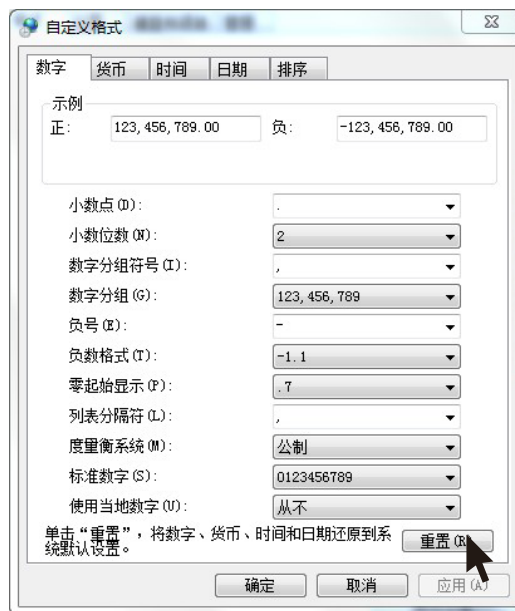 自定义格式
数字 货币 时间 日期 排序
示例
正: 123,456,789.00 负: -123,456,789.00
小数点(D): .
小数位数(N): 2
数字分组符号(I): ,
数字分组(G): 123,456,789
负号(E): -
负数格式(T): -1.1
零起始显示(P): .7
列表分隔符(L): ,
度量衡系统(M): 公制
标准数字(S): 0123456789
使用当地数字(U): 从不
单击“重置”，将数字、货币、时间和日期还原到系
统默认设置。
重置(R)
确定 取消 应用(A)